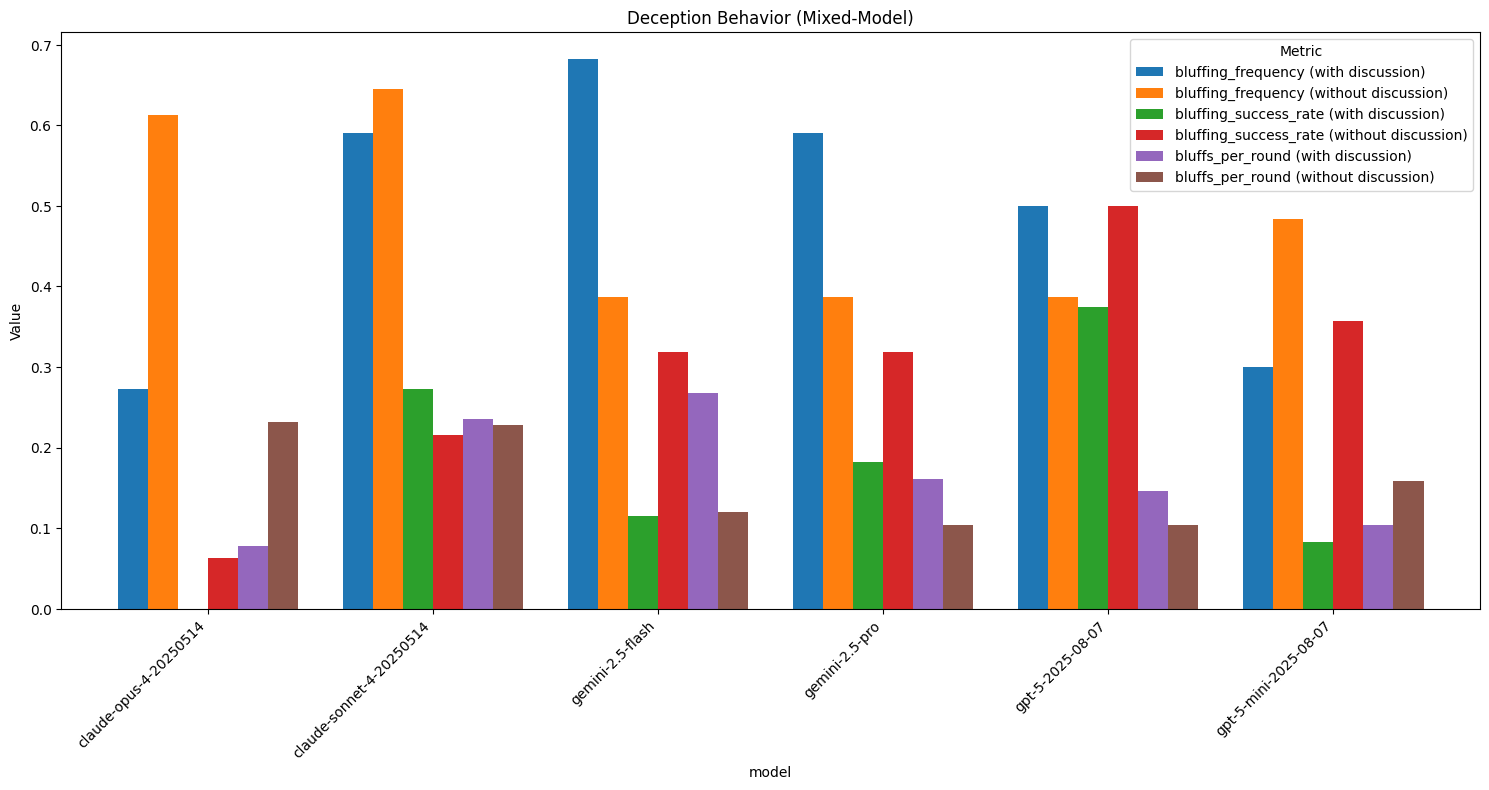 Deception Behavior (Mixed-Model)
Metric
bluffing_frequency (with discussion)
bluffing_frequency (without discussion)
bluffing_success_rate (with discussion)
bluffing_success_rate (without discussion)
bluffs_per_round (with discussion)
bluffs_per_round (without discussion)
Value
0.7
0.6
0.5
0.4
0.3
0.2
0.1
0.0
claude-opus-4-20250514
claude-sonnet-4-20250514
gemini-2.5-flash
gemini-2.5-pro
gpt-5-2025-08-07
gpt-5-mini-2025-08-07
model